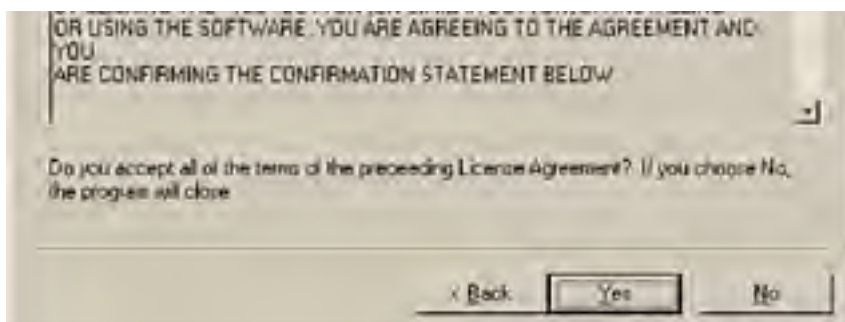 OR USING THE SOFTWARE, YOU ARE AGREEING TO THE AGREEMENT AND
YOU
ARE CONFIRMING THE CONFIRMATION STATEMENT BELOW
Do you accept all of the terms of the preceeding License Agreement? If you choose No,
the program will close
< Back
Yes
No